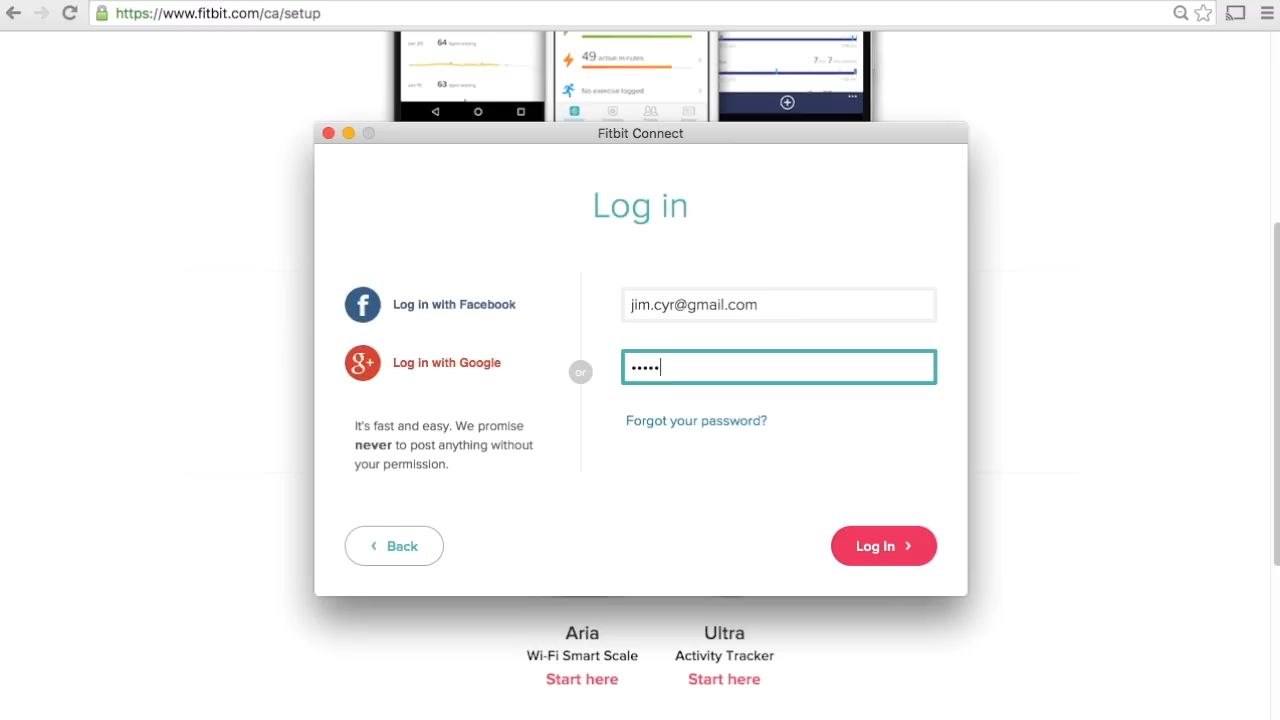 https://www.fitbit.com/ca/setup
64
63
49 active minutes
No exercise logged
Fitbit Connect
Log in
f Log in with Facebook
jim.cyr@gmail.com
g+ Log in with Google
or
•••••
Forgot your password?
It's fast and easy. We promise
never to post anything without
your permission.
‹ Back
Log In ›
Aria
Ultra
Wi-Fi Smart Scale
Activity Tracker
Start here
Start here